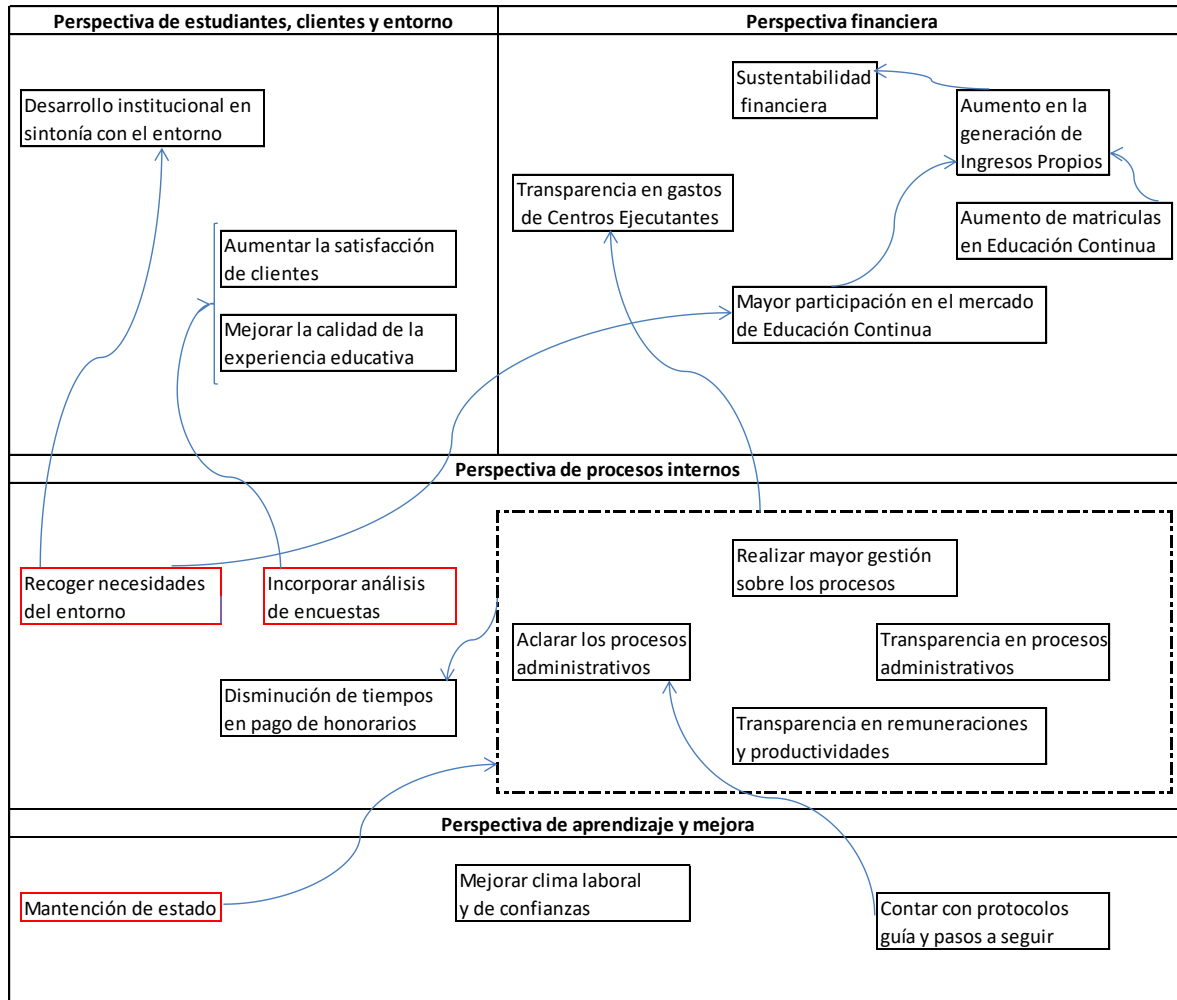 Perspectiva de estudiantes, clientes y entorno
Perspectiva financiera
Desarrollo institucional en
sintonía con el entorno
Aumentar la satisfacción
de clientes
Mejorar la calidad de la
experiencia educativa
Sustentabilidad
financiera
Aumento en la
generación de
Ingresos Propios
Transparencia en gastos
de Centros Ejecutantes
Aumento de matriculas
en Educación Continua
Mayor participación en el mercado
de Educación Continua
Perspectiva de procesos internos
Recoger necesidades
del entorno
Incorporar análisis
de encuestas
Disminución de tiempos
en pago de honorarios
Realizar mayor gestión
sobre los procesos
Aclarar los procesos
administrativos
Transparencia en procesos
administrativos
Transparencia en remuneraciones
y productividades
Perspectiva de aprendizaje y mejora
Mantención de estado
Mejorar clima laboral
y de confianzas
Contar con protocolos
guía y pasos a seguir